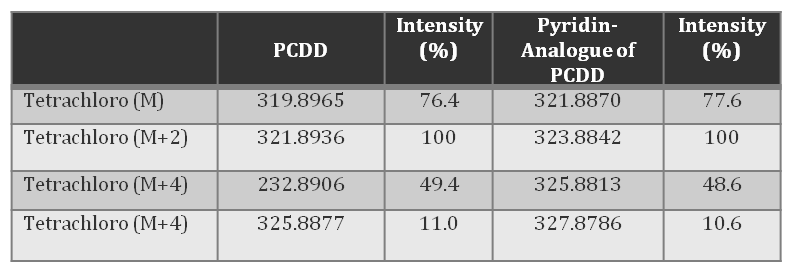 PCDD Intensity (%) Pyridin-Analogue of PCDD Intensity (%)
Tetrachloro (M) 319.8965 76.4 321.8870 77.6
Tetrachloro (M+2) 321.8936 100 323.8842 100
Tetrachloro (M+4) 232.8906 49.4 325.8813 48.6
Tetrachloro (M+4) 325.8877 11.0 327.8786 10.6